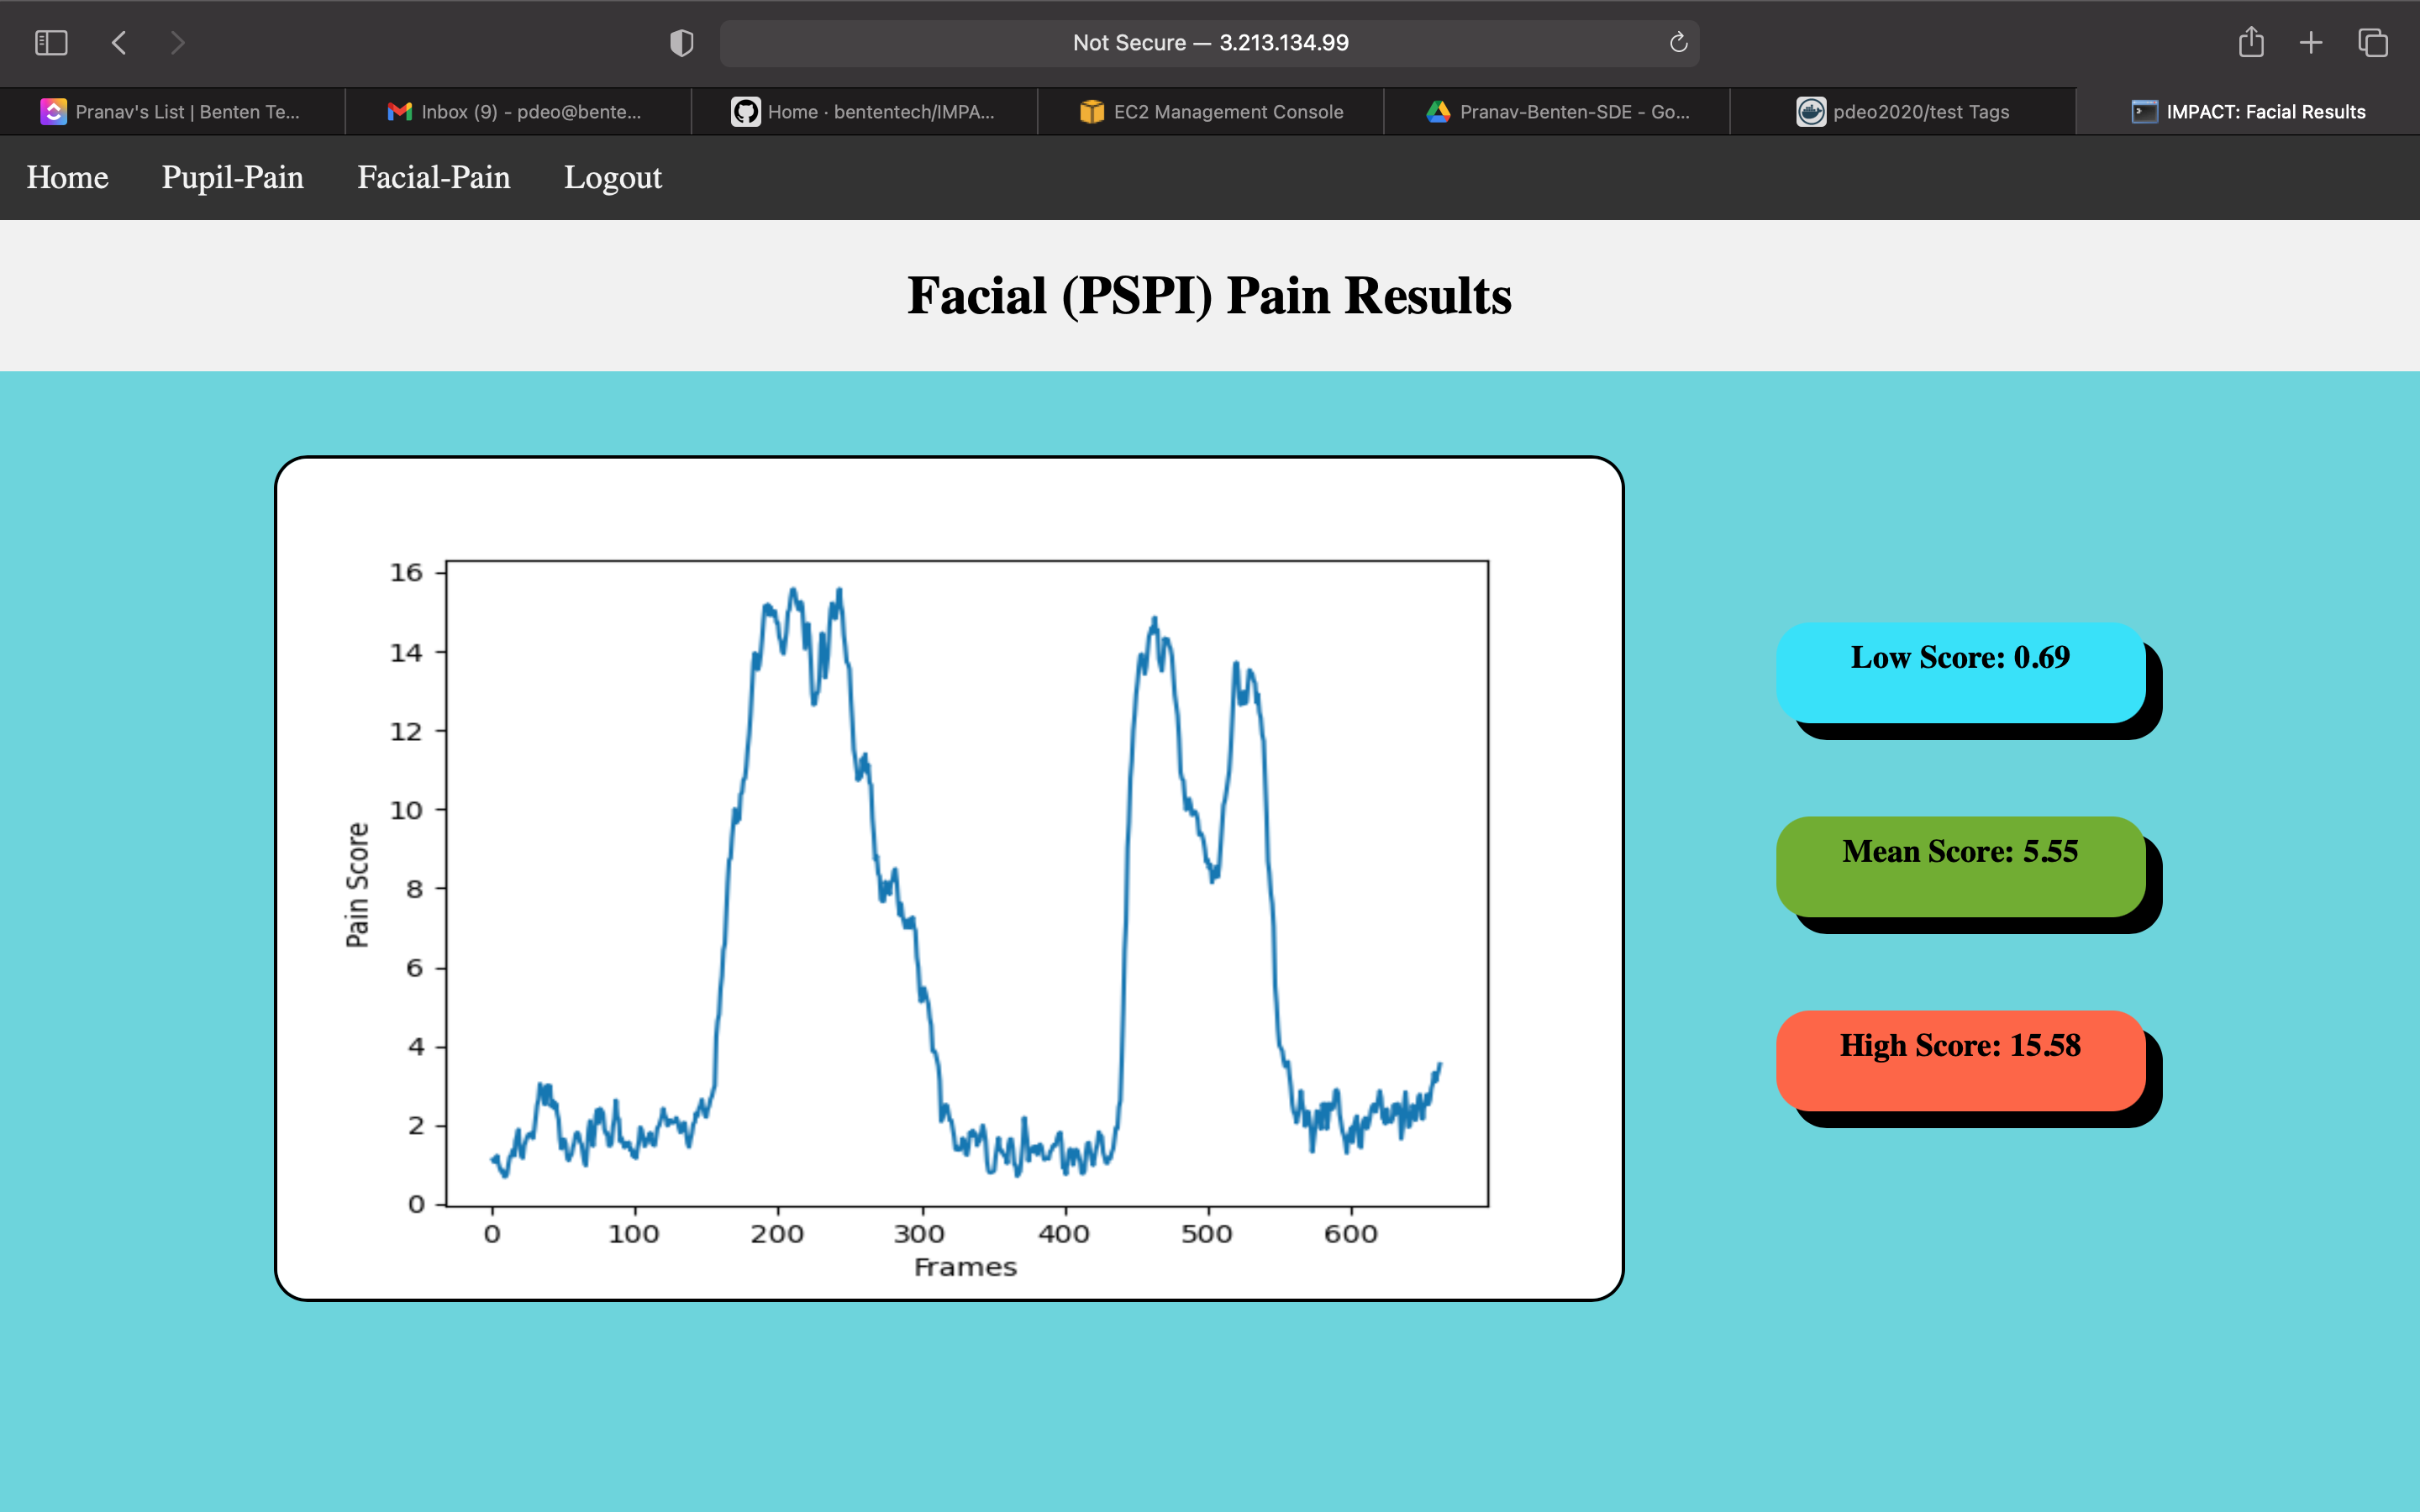 Not Secure — 3.213.134.99
Pranav's List | Benten Te...
Inbox (9) - pdeo@bente...
Home · bententech/IMPA...
EC2 Management Console
Pranav-Benten-SDE - Go...
pdeo2020/test Tags
IMPACT: Facial Results
Home Pupil-Pain Facial-Pain Logout
Facial (PSPI) Pain Results
16
14
12
10
8
6
4
2
0
Pain Score
0 100 200 300 400 500 600
Frames
Low Score: 0.69
Mean Score: 5.55
High Score: 15.58